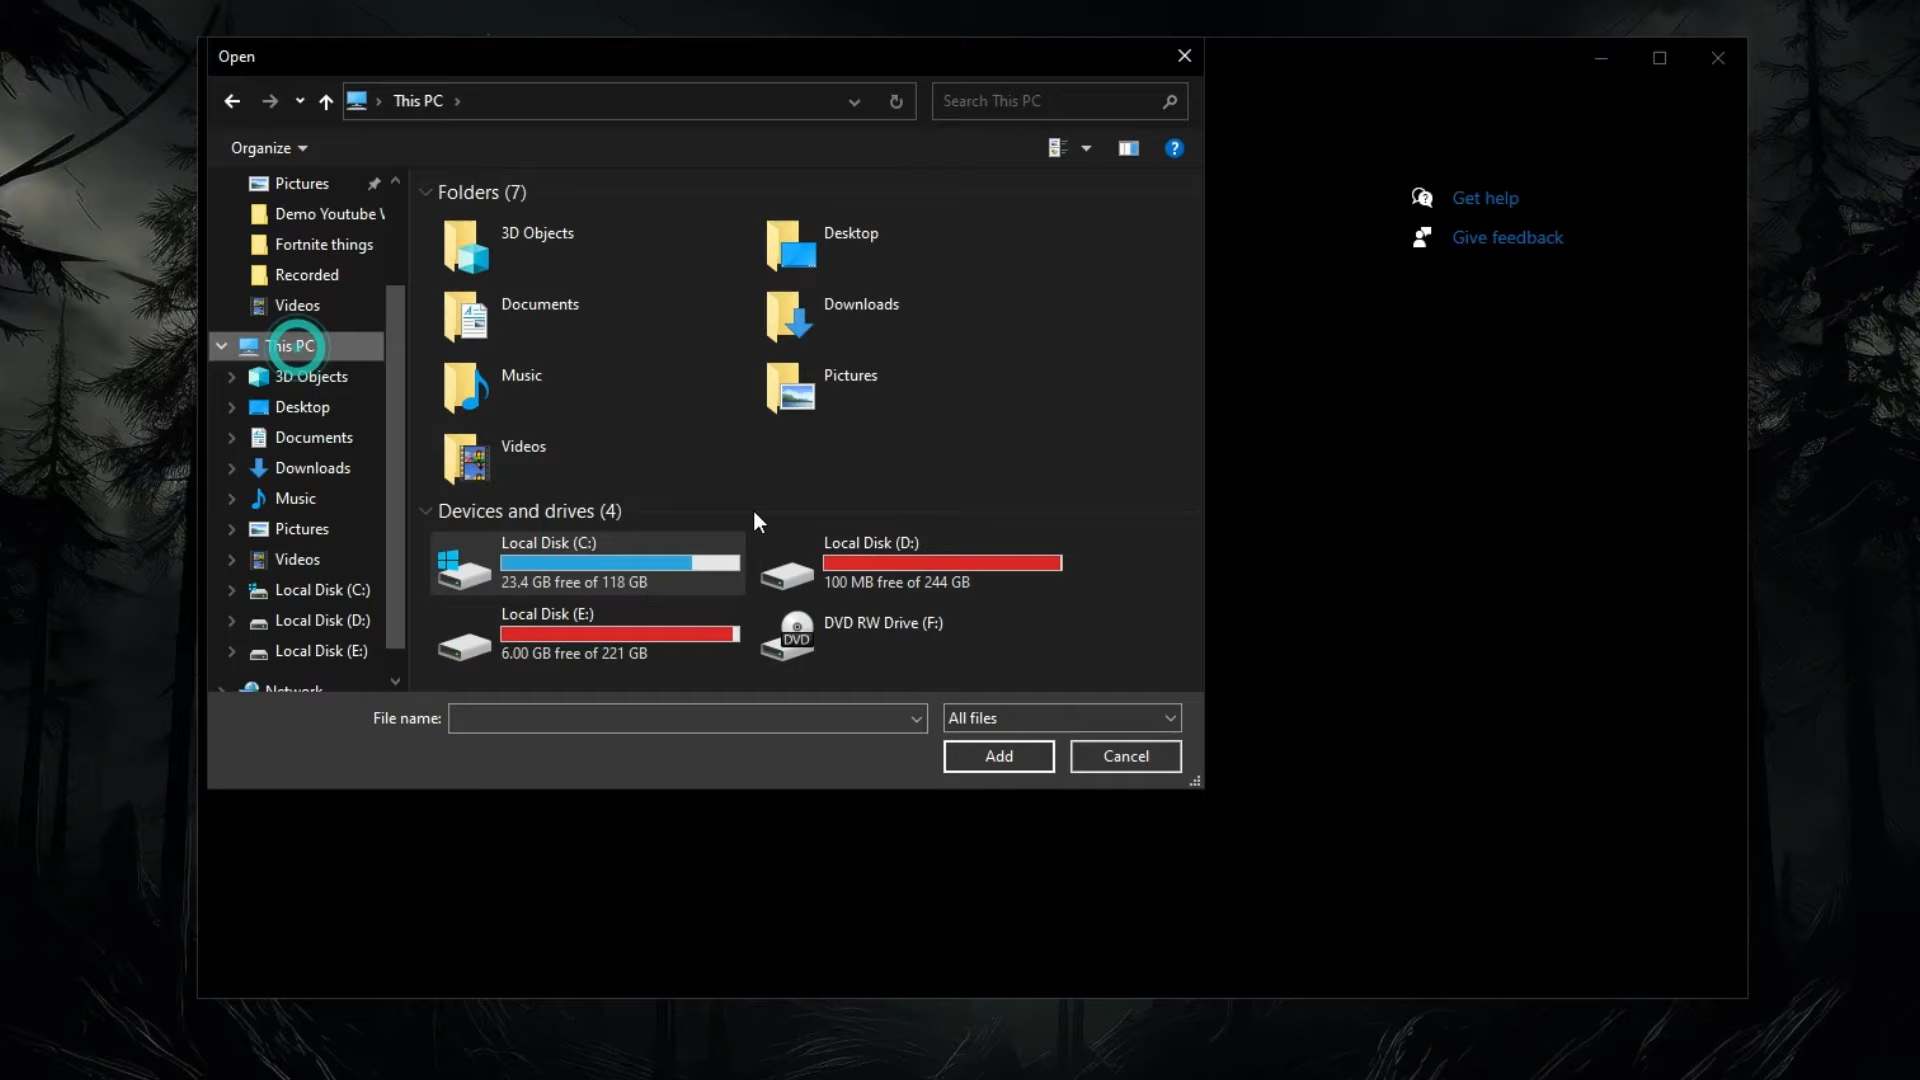 Open
This PC
Search This PC
Organize
Get help
Give feedback
Pictures
Demo Youtube
Fortnite things
Recorded
Videos
This PC
3D Objects
Desktop
Documents
Downloads
Music
Pictures
Videos
Local Disk (C:)
Local Disk (D:)
Local Disk (E:)
Network
Folders (7)
3D Objects
Desktop
Documents
Downloads
Music
Pictures
Videos
Devices and drives (4)
Local Disk (C:)
23.4 GB free of 118 GB
Local Disk (D:)
100 MB free of 244 GB
Local Disk (E:)
6.00 GB free of 221 GB
DVD RW Drive (F:)
DVD
File name:
All files
Add
Cancel